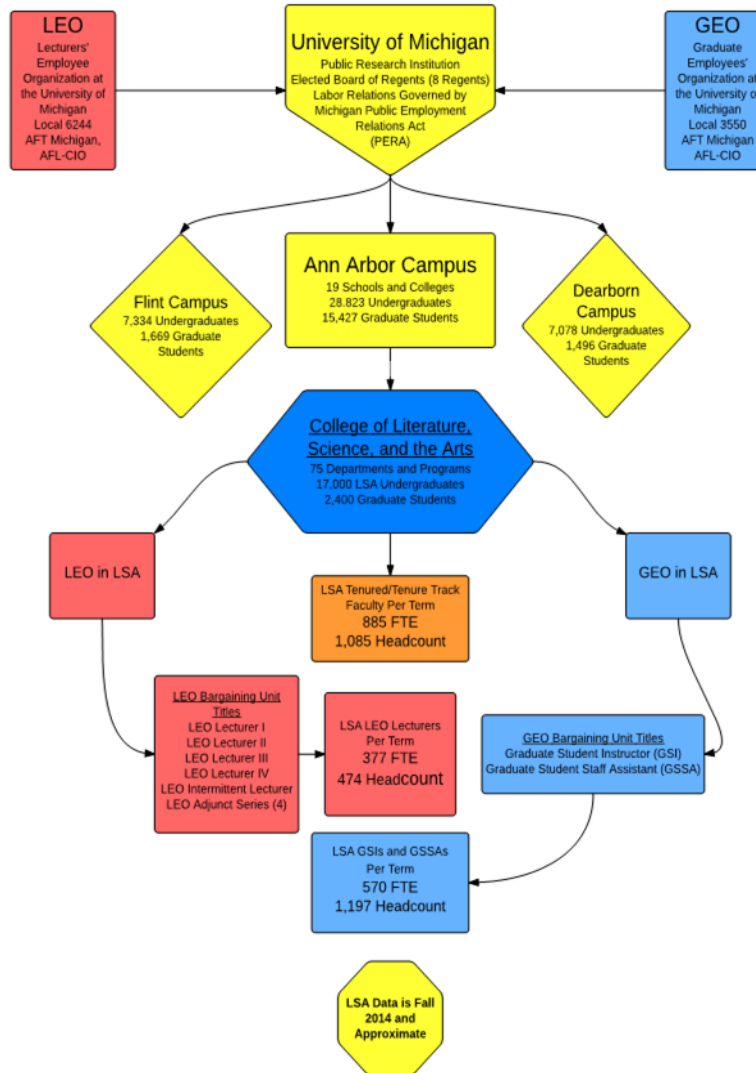 LEO
Lecturers'
Employee
Organization at
the University of
Michigan
Local 6244
AFT Michigan,
AFL-CIO
University of Michigan
Public Research Institution
Elected Board of Regents (8 Regents)
Labor Relations Governed by
Michigan Public Employment
Relations Act
(PERA)
GEO
Graduate
Employees'
Organization at
the University of
Michigan
Local 3550
AFT Michigan
AFL-CIO
Flint Campus
7,334 Undergraduates
1,669 Graduate
Students
Ann Arbor Campus
19 Schools and Colleges
28.823 Undergraduates
15,427 Graduate Students
Dearborn
Campus
7,078 Undergraduates
1,496 Graduate
Students
College of Literature,
Science, and the Arts
75 Departments and Programs
17,000 LSA Undergraduates
2,400 Graduate Students
LEO in LSA
LSA Tenured/Tenure Track
Faculty Per Term
885 FTE
1,085 Headcount
GEO in LSA
LEO Bargaining Unit
Titles
LEO Lecturer I
LEO Lecturer II
LEO Lecturer III
LEO Lecturer IV
LEO Intermittent Lecturer
LEO Adjunct Series (4)
LSA LEO Lecturers
Per Term
377 FTE
474 Headcount
GEO Bargaining Unit Titles
Graduate Student Instructor (GSI)
Graduate Student Staff Assistant (GSSA)
LSA GSIs and GSSAs
Per Term
570 FTE
1,197 Headcount
LSA Data is Fall
2014 and
Approximate